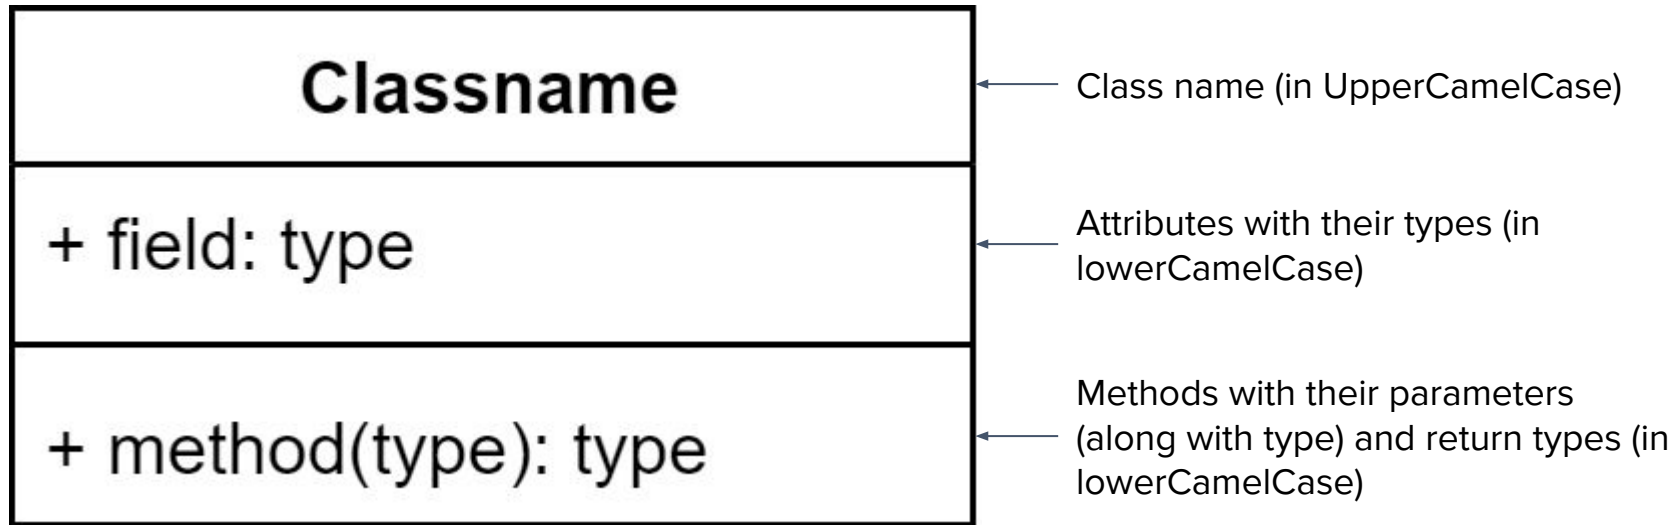 Classname
Class name (in UpperCamelCase)
+ field: type
Attributes with their types (in
lowerCamelCase)
+ method(type): type
Methods with their parameters
(along with type) and return types (in
lowerCamelCase)